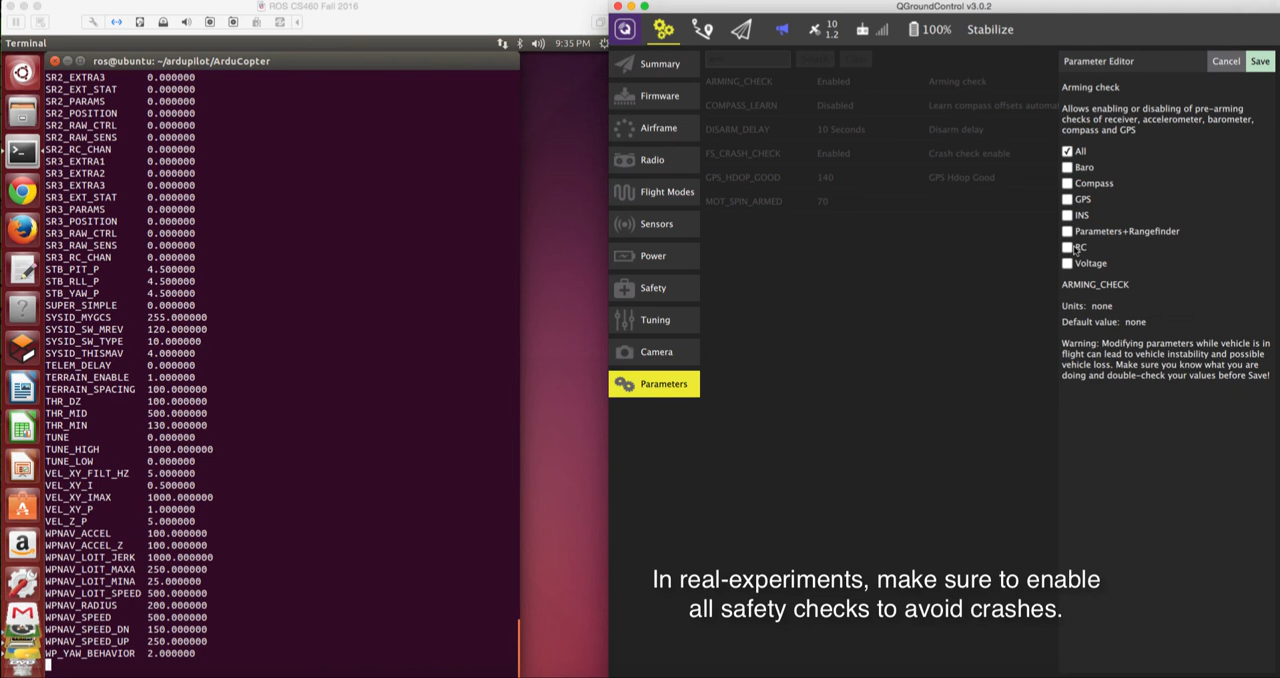 ROS CS460 Fall 2016
Terminal
9:35 PM
ros@ubuntu: ~/ardupilot/ArduCopter
SR2_EXTRA3 0.000000
SR2_EXT_STAT 0.000000
SR2_PARAMS 0.000000
SR2_POSITION 0.000000
SR2_RAW_CTRL 0.000000
SR2_RAW_SENS 0.000000
SR2_RC_CHAN 0.000000
SR3_EXTRA1 0.000000
SR3_EXTRA2 0.000000
SR3_EXTRA3 0.000000
SR3_EXT_STAT 0.000000
SR3_PARAMS 0.000000
SR3_POSITION 0.000000
SR3_RAW_CTRL 0.000000
SR3_RAW_SENS 0.000000
SR3_RC_CHAN 0.000000
STB_PIT_P 4.500000
STB_RLL_P 4.500000
STB_YAW_P 4.500000
SUPER_SIMPLE 0.000000
SYSID_MYGCS 255.000000
SYSID_SW_MREV 120.000000
SYSID_SW_TYPE 10.000000
SYSID_THISMAV 4.000000
TELEM_DELAY 0.000000
TERRAIN_ENABLE 1.000000
TERRAIN_SPACING 100.000000
THR_DZ 100.000000
THR_MID 500.000000
THR_MIN 130.000000
TUNE 0.000000
TUNE_HIGH 1000.000000
TUNE_LOW 0.000000
VEL_XY_FILT_HZ 5.000000
VEL_XY_I 0.500000
VEL_XY_IMAX 1000.000000
VEL_XY_P 1.000000
VEL_Z_P 5.000000
WPNAV_ACCEL 100.000000
WPNAV_ACCEL_Z 100.000000
WPNAV_LOIT_JERK 1000.000000
WPNAV_LOIT_MAXA 250.000000
WPNAV_LOIT_MINA 25.000000
WPNAV_LOIT_SPEED 500.000000
WPNAV_RADIUS 200.000000
WPNAV_SPEED 500.000000
WPNAV_SPEED_DN 150.000000
WPNAV_SPEED_UP 250.000000
WP_YAW_BEHAVIOR 2.000000
QGroundControl v3.0.2
10
1.2
100%
Stabilize
Summary
Firmware
Airframe
Radio
Flight Modes
Sensors
Power
Safety
Tuning
Camera
Parameters
ARMING_CHECK Enabled Arming check
COMPASS_LEARN Disabled Learn compass offsets automa
DISARM_DELAY 10 Seconds Disarm delay
FS_CRASH_CHECK Enabled Crash check enable
GPS_HDOP_GOOD 140 GPS Hdop Good
MOT_SPIN_ARMED 70
Parameter Editor Cancel Save
Arming check
Allows enabling or disabling of pre-arming
checks of receiver, accelerometer, barometer,
compass and GPS
All
Baro
Compass
GPS
INS
Parameters+Rangefinder
RC
Voltage
ARMING_CHECK
Units: none
Default value: none
Warning: Modifying parameters while vehicle is in
flight can lead to vehicle instability and possible
vehicle loss. Make sure you know what you are
doing and double-check your values before Save!
In real-experiments, make sure to enable
all safety checks to avoid crashes.